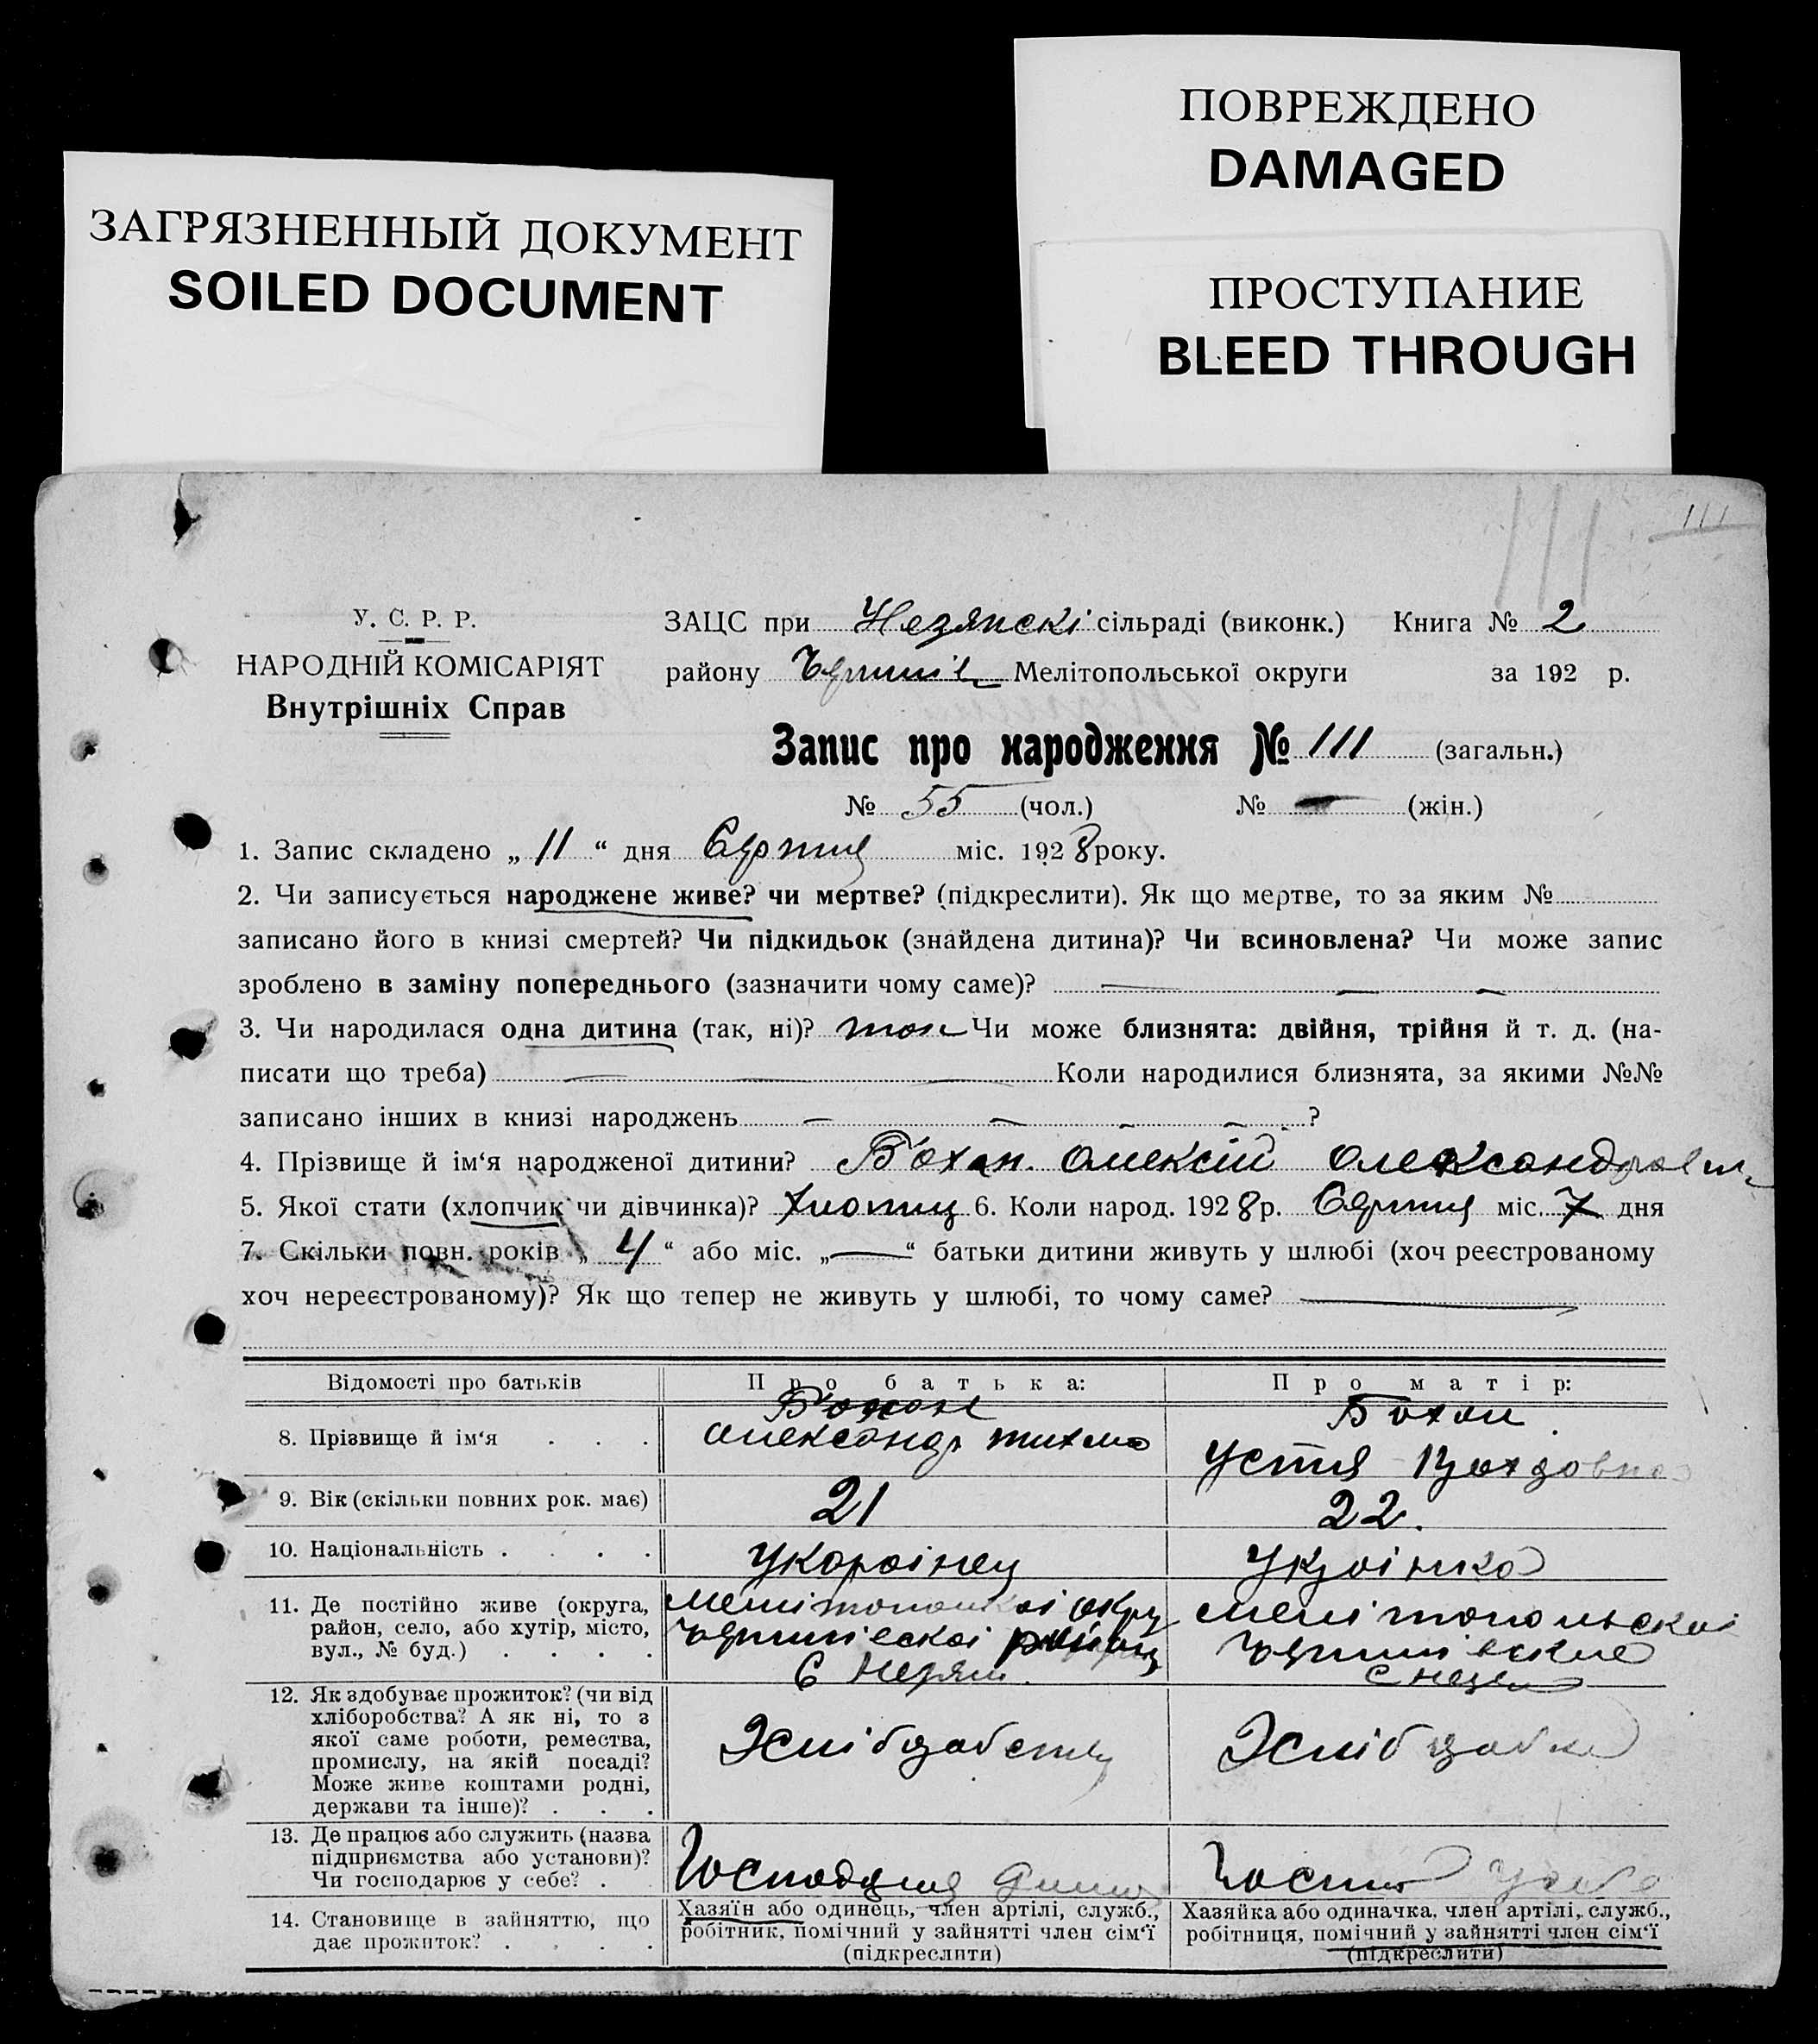 ПОВРЕЖДЕНО
DAMAGED
ЗАГРЯЗНЕННЫЙ ДОКУМЕНТ
SOILED DOCUMENT
ПРОСТУПАНИЕ
BLEED THROUGH
111 111
У. С. Р. Р.
НАРОДНІЙ КОМІСАРІЯТ
Внутрішніх Справ
ЗАЦС при сільраді (виконк.) Книга № 2
району Мелітопольської округи за 192 р.
Запис про народження № 111 (загальн.)
№ 55 (чол.) № — (жін.)
1. Запис складено „ 11 “ дня Серпня міс. 1928 року.
2. Чи записується народжене живе? чи мертве? (підкреслити). Як що мертве, то за яким №
записано його в книзі смертей? Чи підкидьок (знайдена дитина)? Чи всиновлена? Чи може запис
зроблено в заміну попереднього (зазначити чому саме)? — — —
3. Чи народилася одна дитина (так, ні)? так Чи може близнята: двійня, трійня й т. д. (на-
писати що треба) — — — Коли народилися близнята, за якими №№
записано інших в книзі народжень — — — — ?
4. Прізвище й ім‘я народженої дитини? Бохан Олексій
5. Якої стати (хлопчик чи дівчинка)? 6. Коли народ. 1928 р. Серпня міс. 7 дня
7. Скільки повн. років „ 4 “ або міс. „ — “ батьки дитини живуть у шлюбі (хоч реєстрованому
хоч нереєстрованому)? Як що тепер не живуть у шлюбі, то чому саме? —
Відомості про батьків Про батька: Про матір:
8. Прізвище й ім‘я . . . Бохан Бохан
Олександр Устя
9. Вік (скільки повних рок. має) 21 22.
10. Національність . . . .
11. Де постійно живе (округа,
район, село, або хутір, місто,
вул., № буд.) . . . .
12. Як здобуває прожиток? (чи від
хліборобства? А як ні, то з
якої саме роботи, ремества,
промислу, на якій посаді?
Може живе коштами родні,
держави та інше)? . . .
13. Де працює або служить (назва
підприємства або установи)?
Чи господарює у себе? .
14. Становище в зайняттю, що
дає прожиток? . . . .
Хазяїн або одинець, член артілі, служб.,
робітник, помічний у зайнятті член сім‘ї
(підкреслити)
Хазяйка або одиначка, член артілі, служб.,
робітниця, помічний у зайнятті член сім‘ї
(підкреслити)